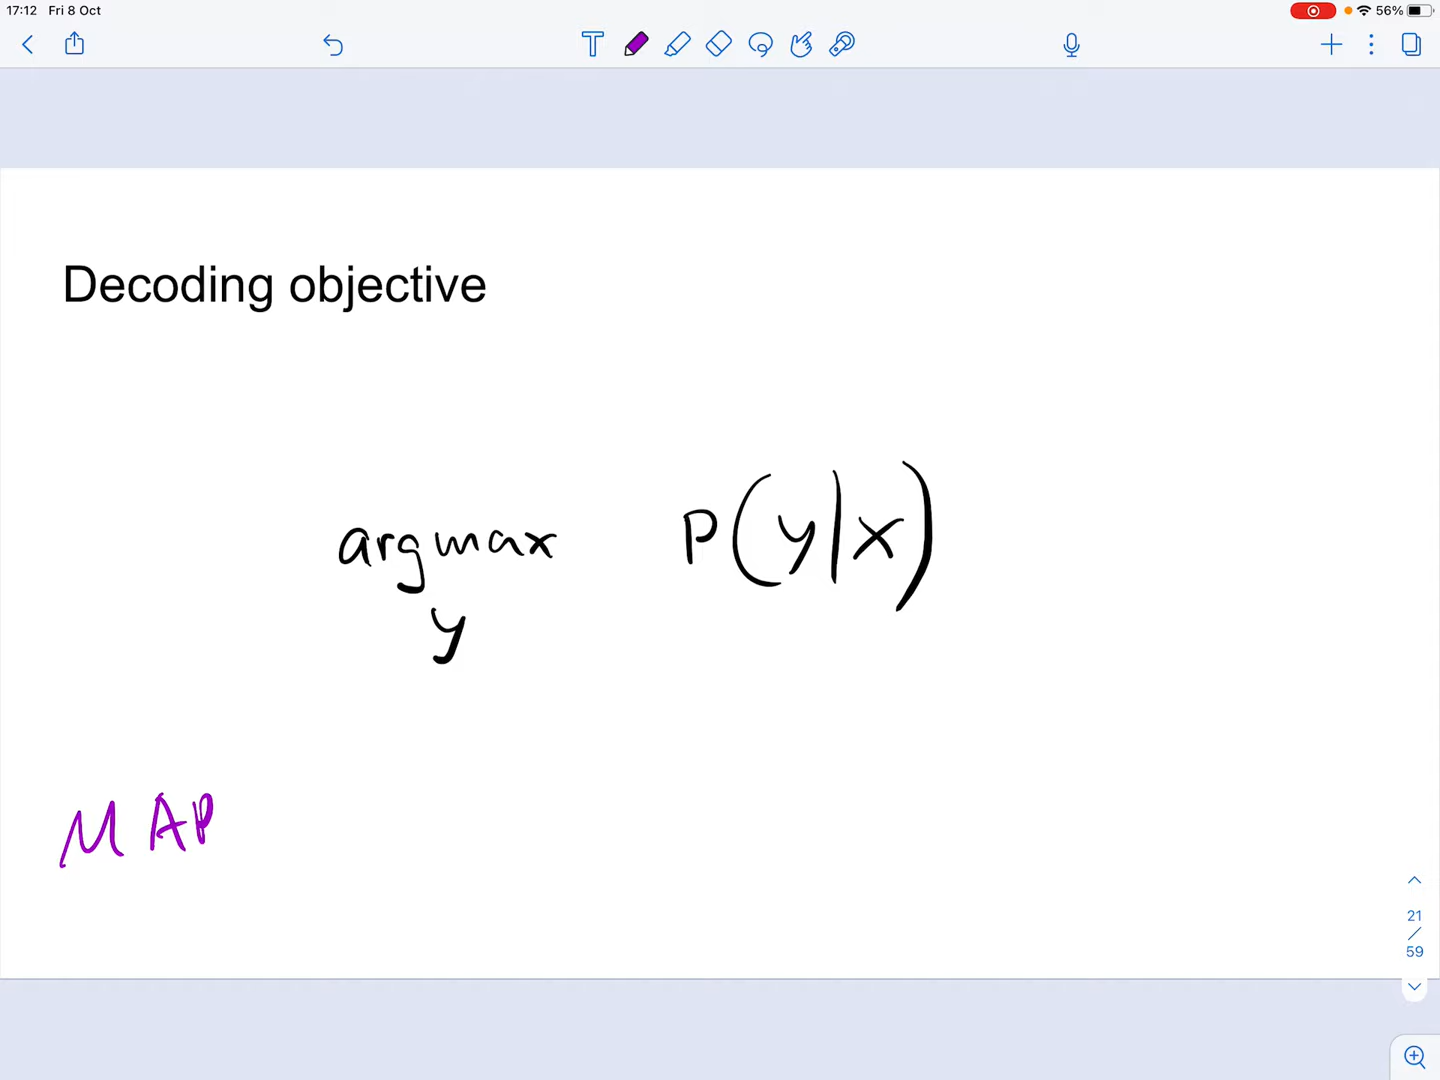 17:12 Fri 8 Oct 56%
T
Decoding objective
argmax P(y|x)
y
MAP
21
/
59